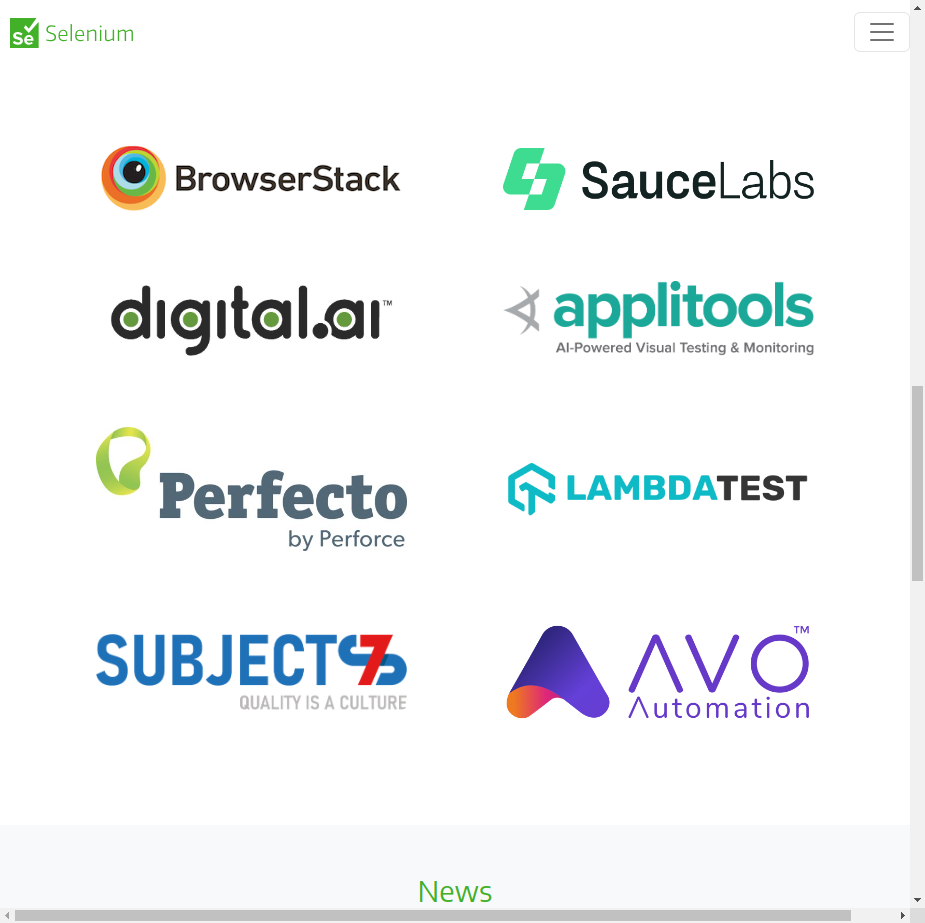 Se Selenium
BrowserStack
SauceLabs
digital.ai™
applitools
AI-Powered Visual Testing & Monitoring
Perfecto
by Perforce
LAMBDATEST
SUBJECT7
QUALITY IS A CULTURE
AVO™
Automation
News